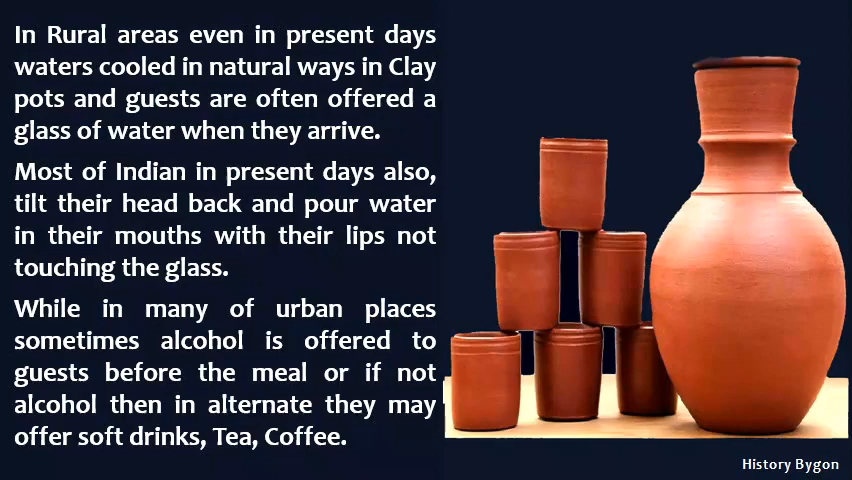 In Rural areas even in present days
waters cooled in natural ways in Clay
pots and guests are often offered a
glass of water when they arrive.
Most of Indian in present days also,
tilt their head back and pour water
in their mouths with their lips not
touching the glass.
While in many of urban places
sometimes alcohol is offered to
guests before the meal or if not
alcohol then in alternate they may
offer soft drinks, Tea, Coffee.
History Bygon